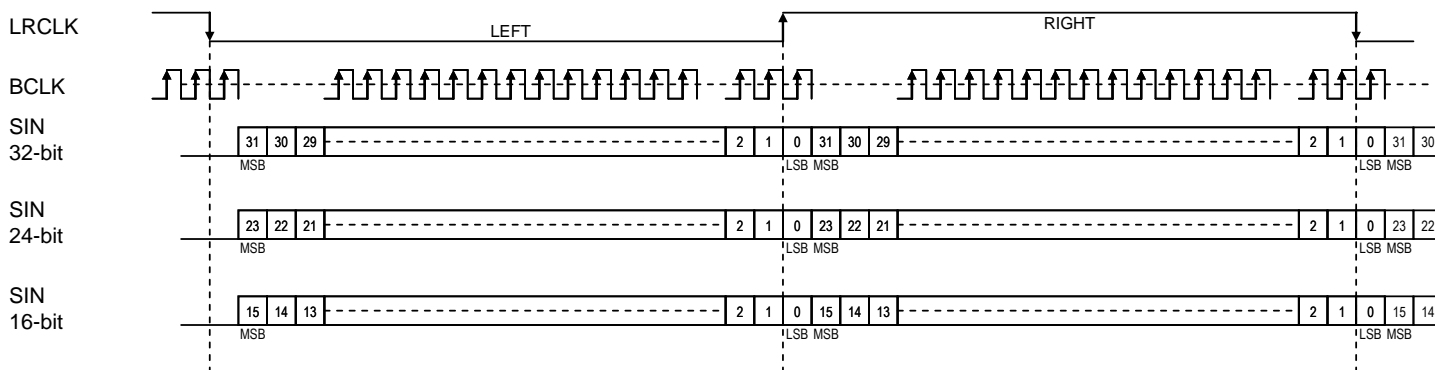 LRCLK LEFT RIGHT
BCLK
SIN
32-bit
31 30 29 2 1 0 31 30 29 2 1 0 31 30
MSB LSB MSB LSB MSB
SIN
24-bit
23 22 21 2 1 0 23 22 21 2 1 0 23 22
MSB LSB MSB LSB MSB
SIN
16-bit
15 14 13 2 1 0 15 14 13 2 1 0 15 14
MSB LSB MSB LSB MSB